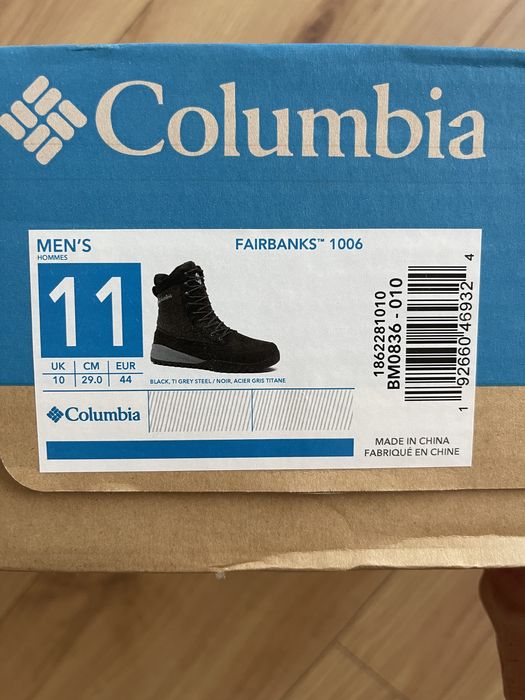 Columbia
MEN'S
HOMMES
FAIRBANKS™ 1006
11
UK CM EUR
10 29.0 44
BLACK, TI GREY STEEL / NOIR, ACIER GRIS TITANE
Columbia
1862281010
BM0836 - 010
1 92660 46932 4
MADE IN CHINA
FABRIQUÉ EN CHINE